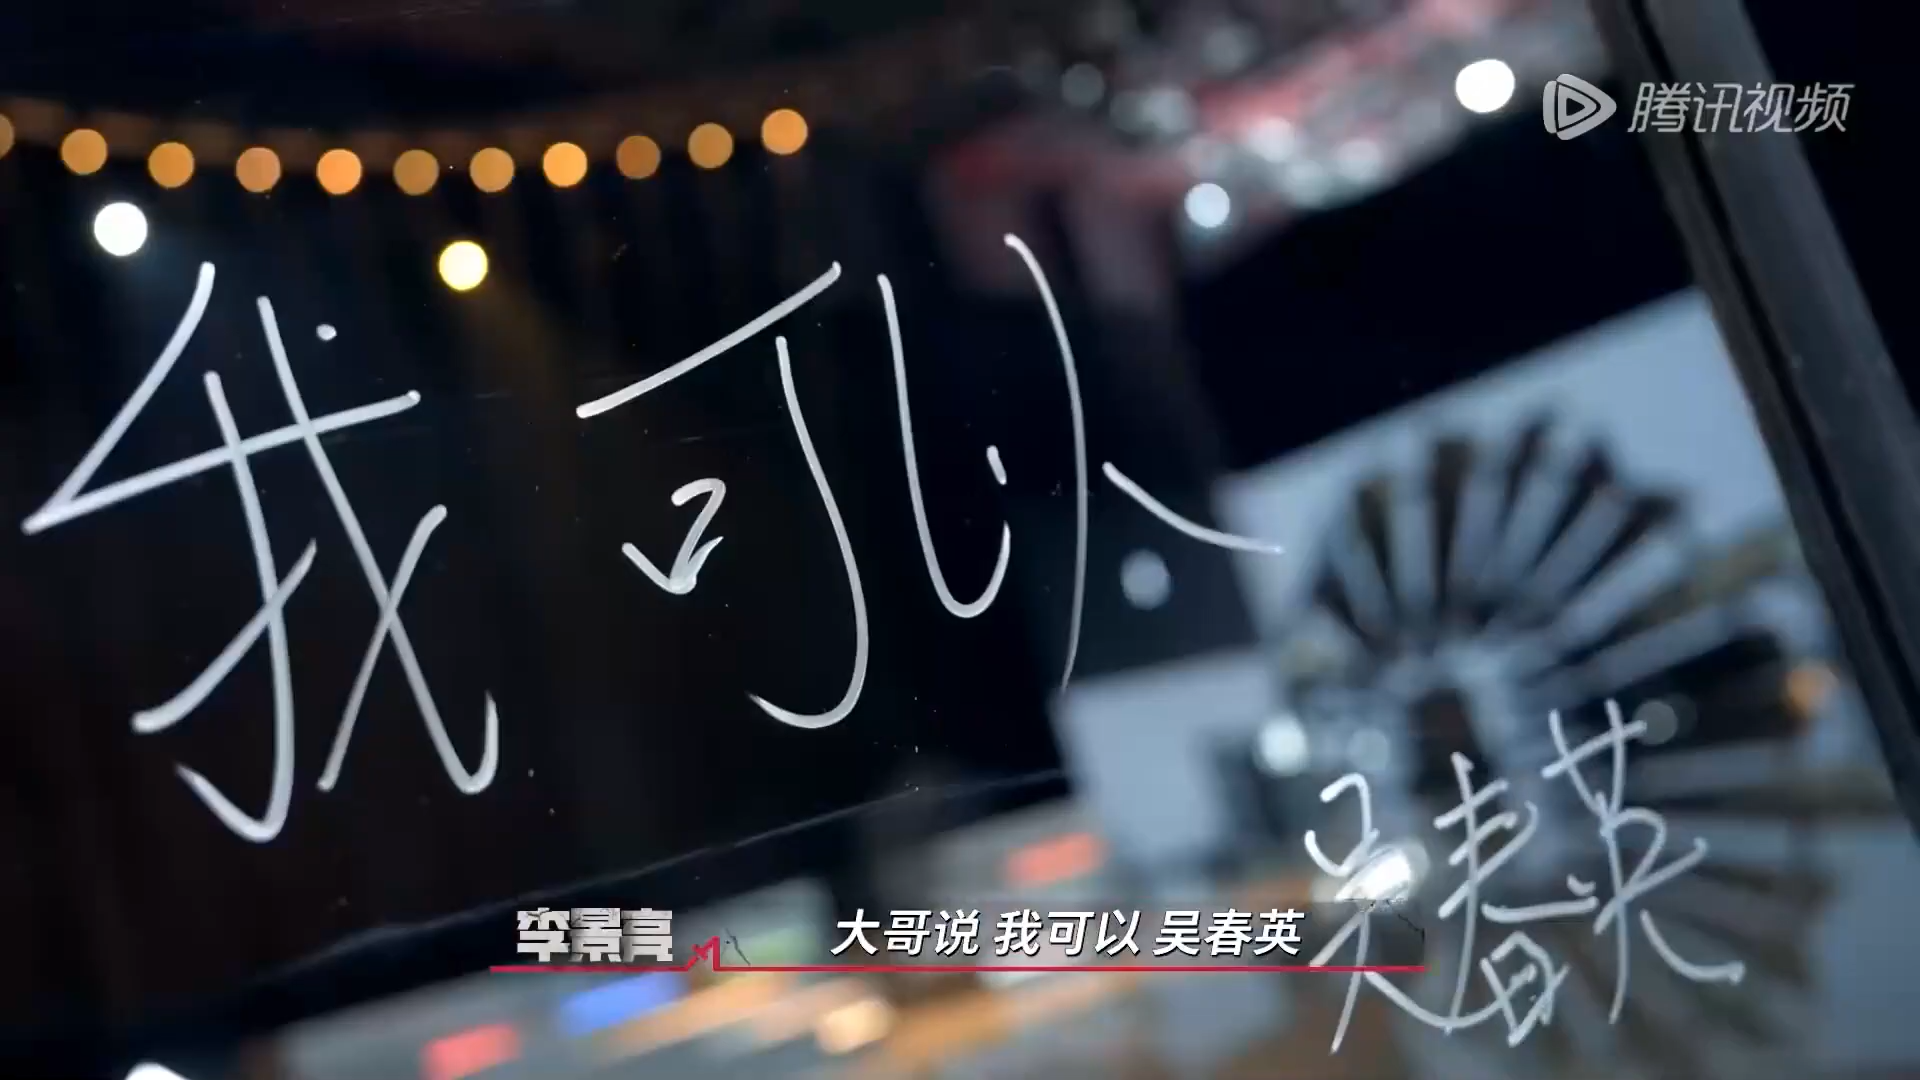 腾讯视频
我可以
吴春英
李景亮
大哥说 我可以 吴春英